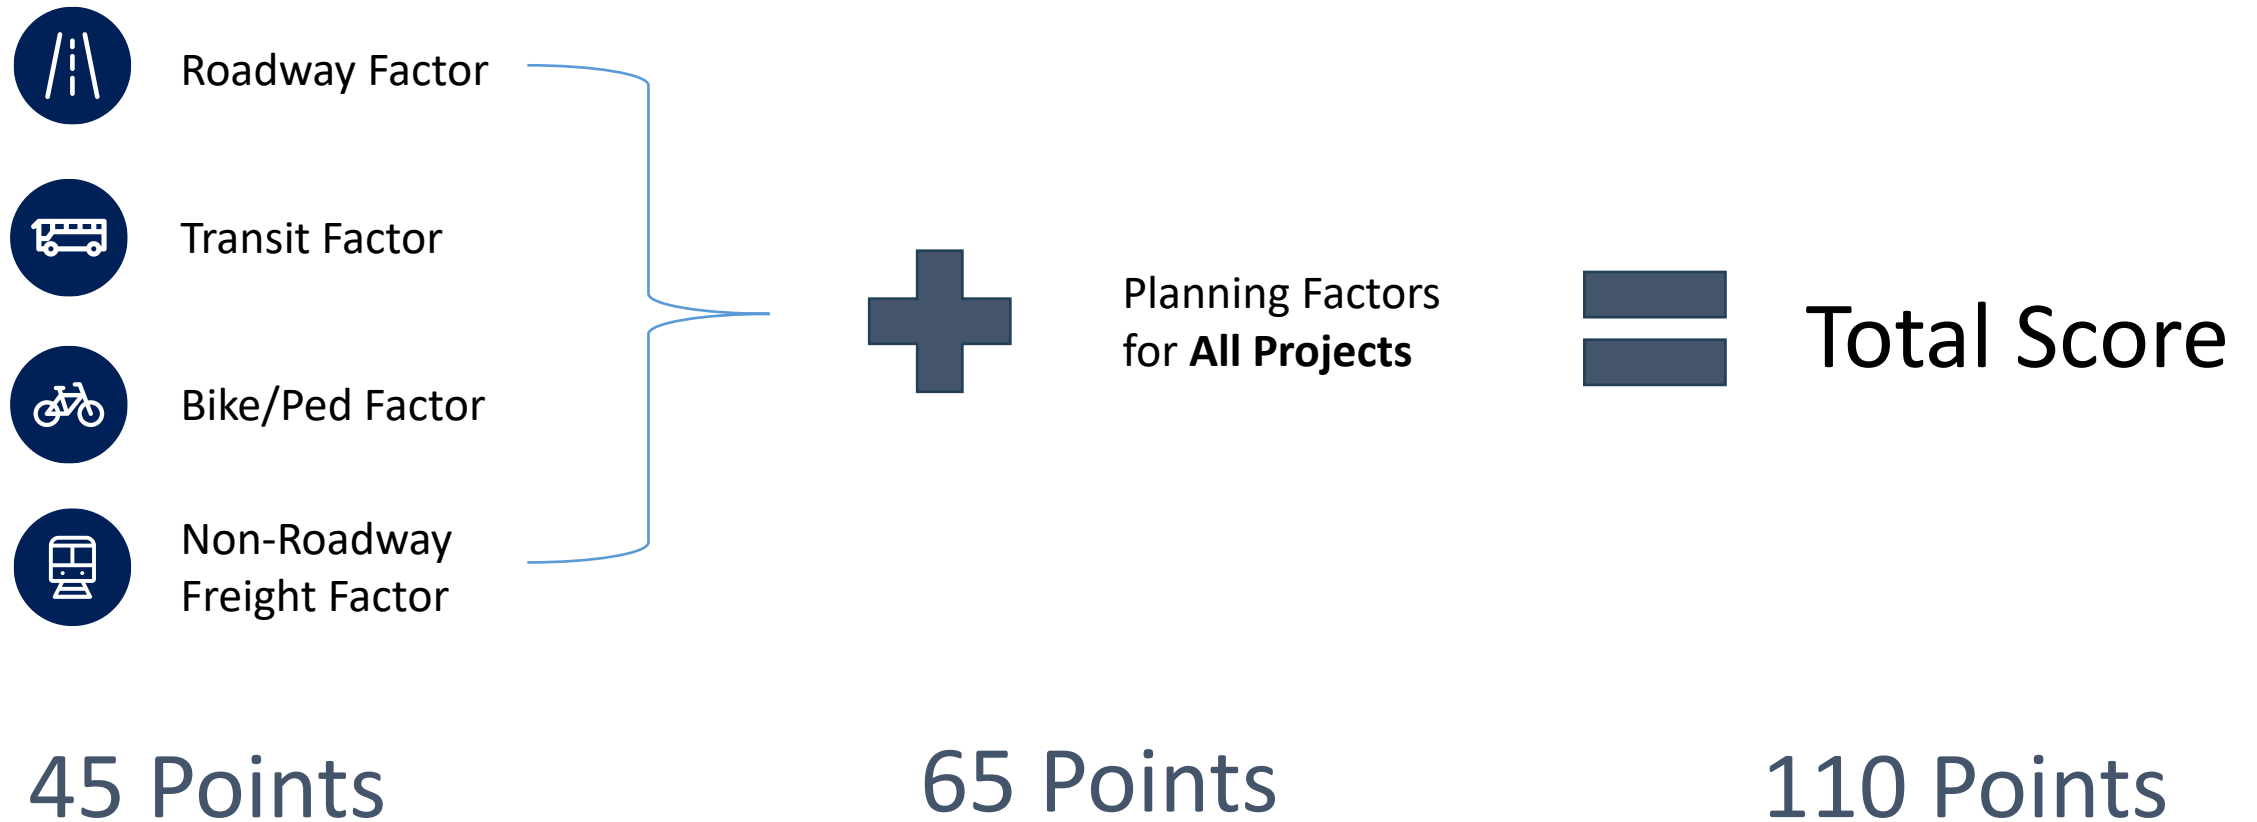 Roadway Factor
Transit Factor
Bike/Ped Factor
Non-Roadway
Freight Factor
Planning Factors
for All Projects
Total Score
45 Points
65 Points
110 Points